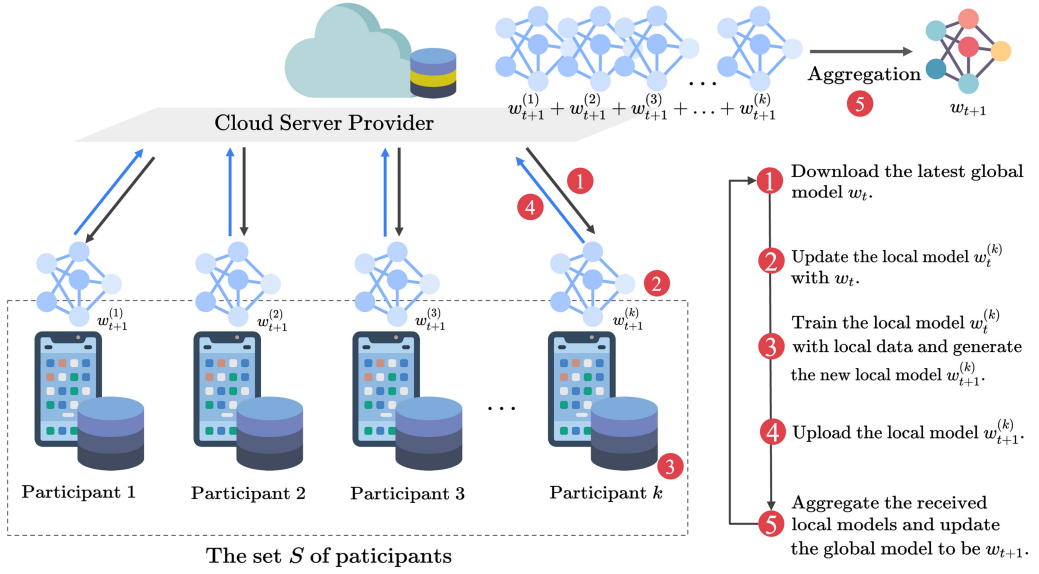 w_{t+1}^{(1)} + w_{t+1}^{(2)} + w_{t+1}^{(3)} + … + w_{t+1}^{(k)}
Aggregation
5
w_{t+1}
Cloud Server Provider
1
4
2
w_{t+1}^{(1)}
w_{t+1}^{(2)}
w_{t+1}^{(3)}
w_{t+1}^{(k)}
…
3
Participant 1
Participant 2
Participant 3
Participant k
The set S of paticipants
1 Download the latest global
model w_t.
2 Update the local model w_t^{(k)}
with w_t.
Train the local model w_t^{(k)}
3 with local data and generate
the new local model w_{t+1}^{(k)}.
4 Upload the local model w_{t+1}^{(k)}.
Aggregate the received
5 local models and update
the global model to be w_{t+1}.